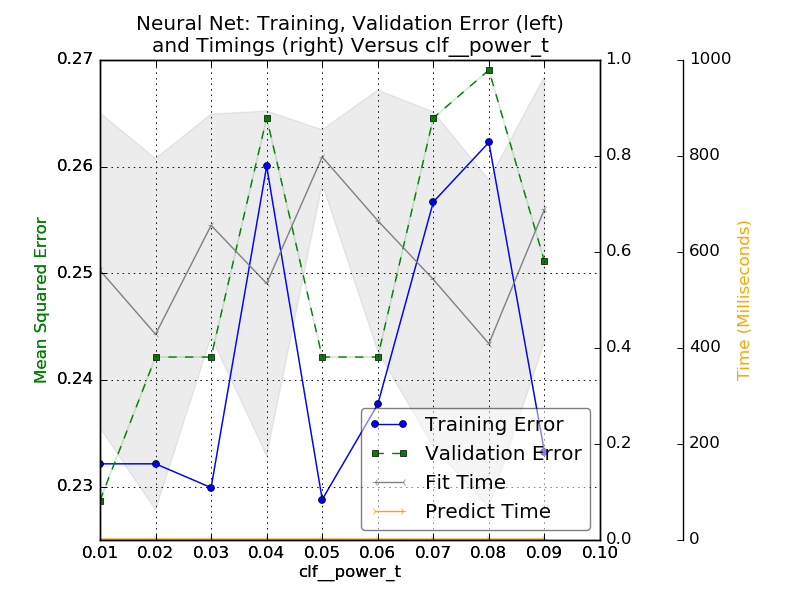 Neural Net: Training, Validation Error (left)
and Timings (right) Versus clf__power_t
0.27
0.26
0.25
0.24
0.23
Mean Squared Error
1.0
0.8
0.6
0.4
0.2
0.0
1000
800
600
400
200
0
Time (Milliseconds)
Training Error
Validation Error
Fit Time
Predict Time
0.01 0.02 0.03 0.04 0.05 0.06 0.07 0.08 0.09 0.10
clf__power_t